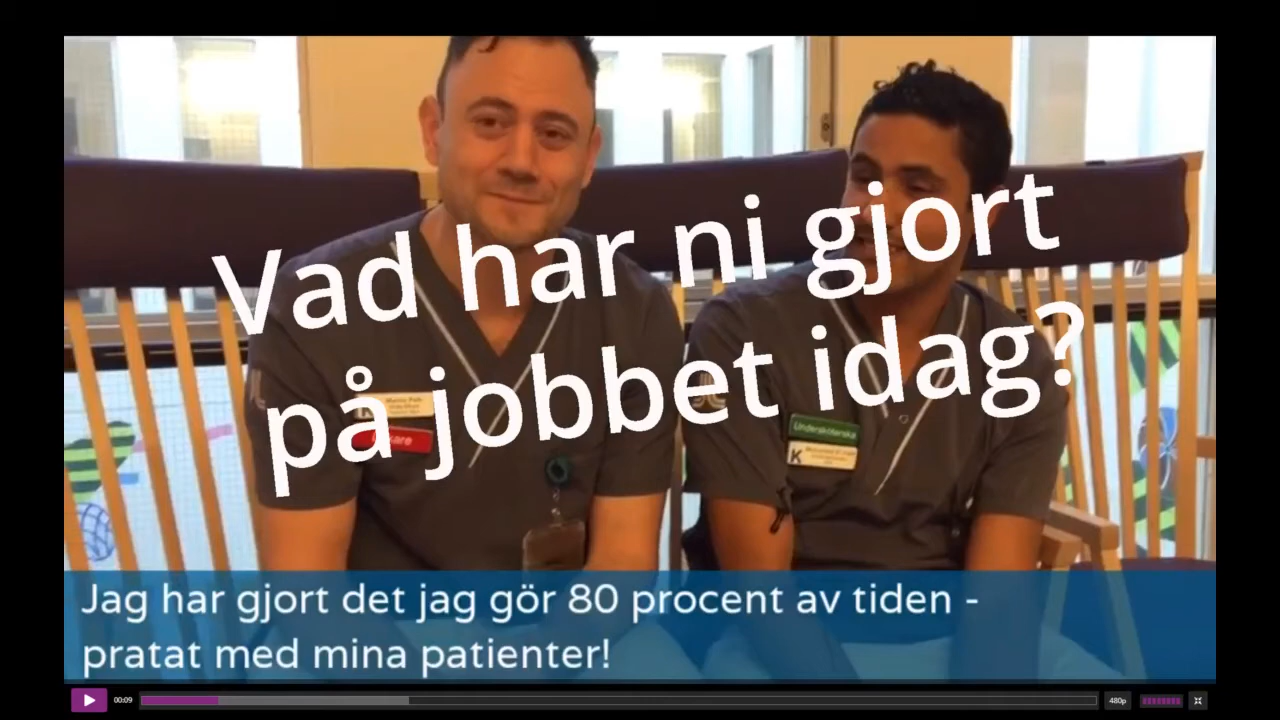 Vad har ni gjort
på jobbet idag?
Undersköterska
K
Jag har gjort det jag gör 80 procent av tiden -
pratat med mina patienter!
00:09
480p